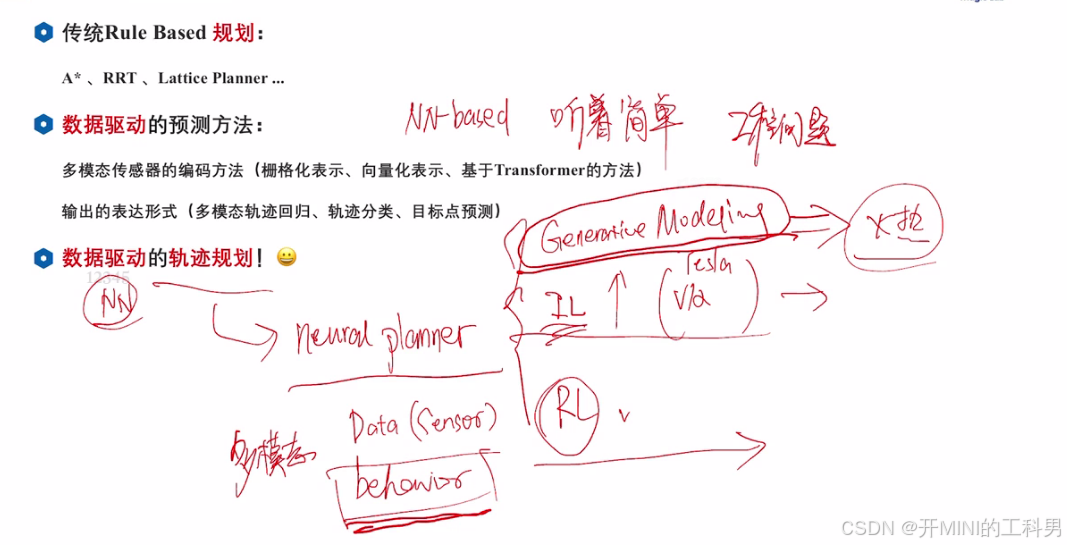 传统Rule Based 规划：
A* 、RRT 、Lattice Planner ...
数据驱动的预测方法：
NN-based 听着简单 工程问题
多模态传感器的编码方法（栅格化表示、向量化表示、基于Transformer的方法）
输出的表达形式（多模态轨迹回归、轨迹分类、目标点预测）
Generative Modeling
数据驱动的轨迹规划！😀
12345
NN
IL
Tesla
neural planner
RL
Data (Sensor)
多模态
behavior
CSDN @开MINI的工科男